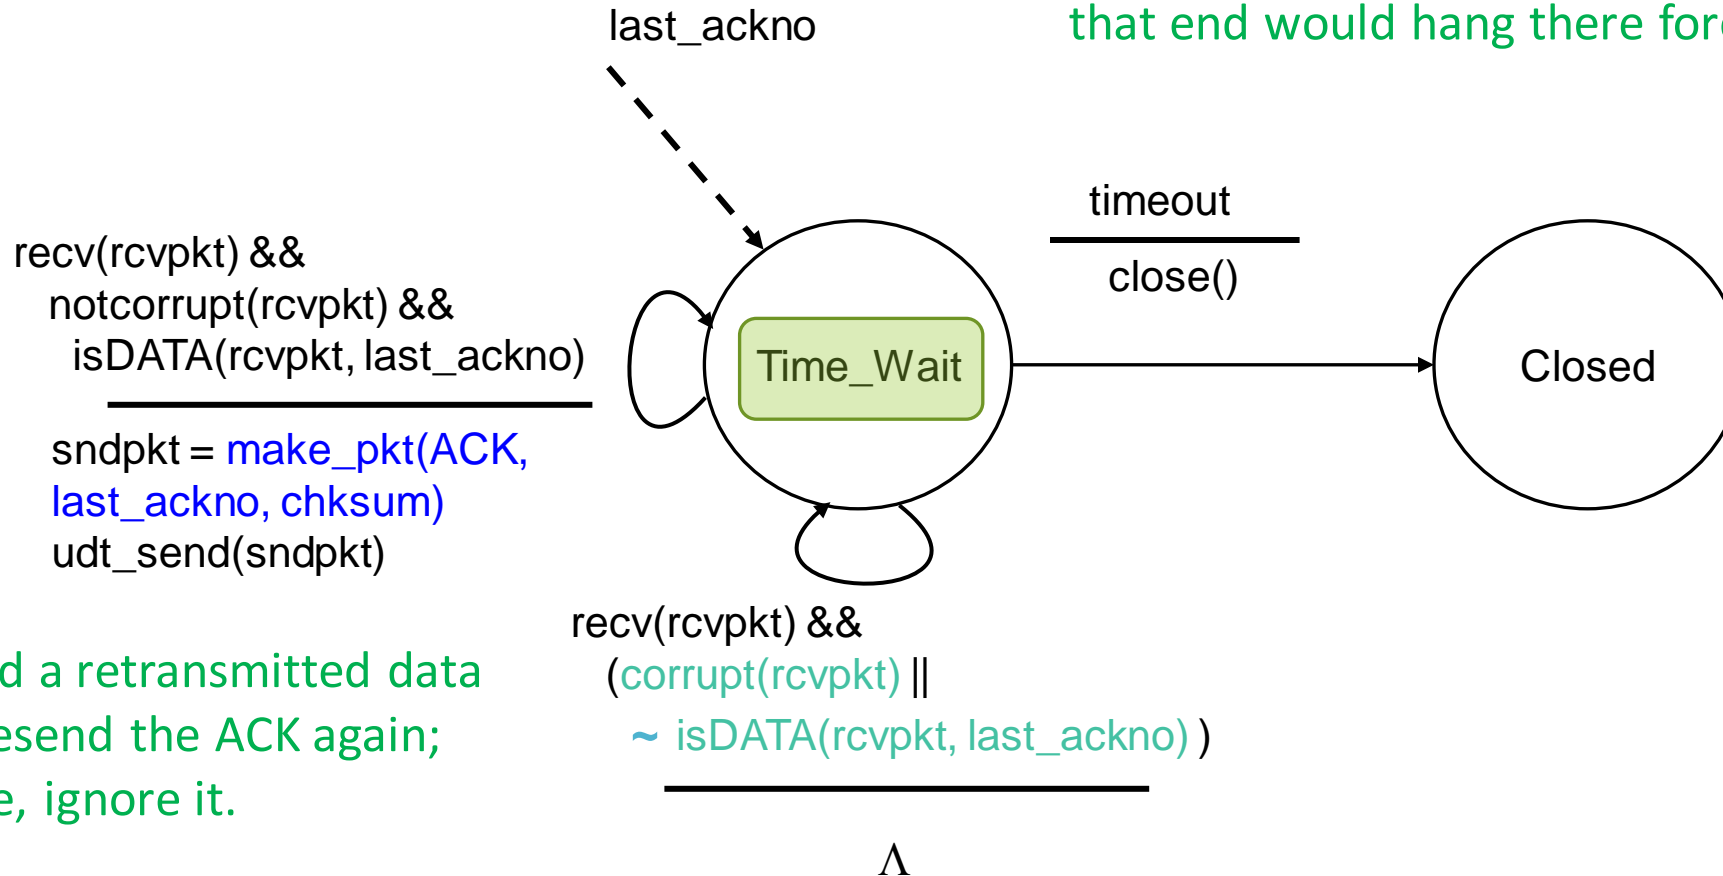 last_ackno
that end would hang there
timeout
close()
recv(rcvpkt) &&
notcorrupt(rcvpkt) &&
isDATA(rcvpkt, last_ackno)
sndpkt = make_pkt(ACK,
last_ackno, chksum)
udt_send(sndpkt)
Time_Wait
Closed
recv(rcvpkt) &&
(corrupt(rcvpkt) ||
~ isDATA(rcvpkt, last_ackno) )
Λ
a retransmitted data
the ACK again;
ignore it.